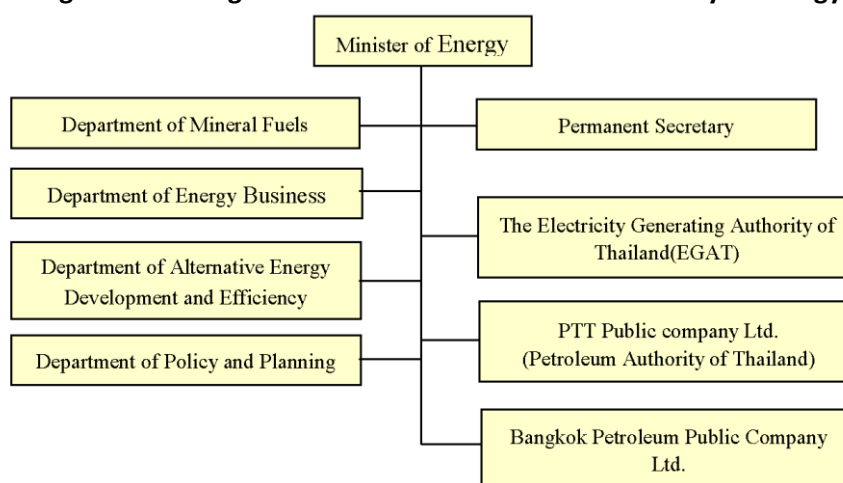 Minister of Energy
Department of Mineral Fuels
Permanent Secretary
Department of Energy Business
The Electricity Generating Authority of
Thailand(EGAT)
Department of Alternative Energy
Development and Efficiency
PTT Public company Ltd.
(Petroleum Authority of Thailand)
Department of Policy and Planning
Bangkok Petroleum Public Company
Ltd.